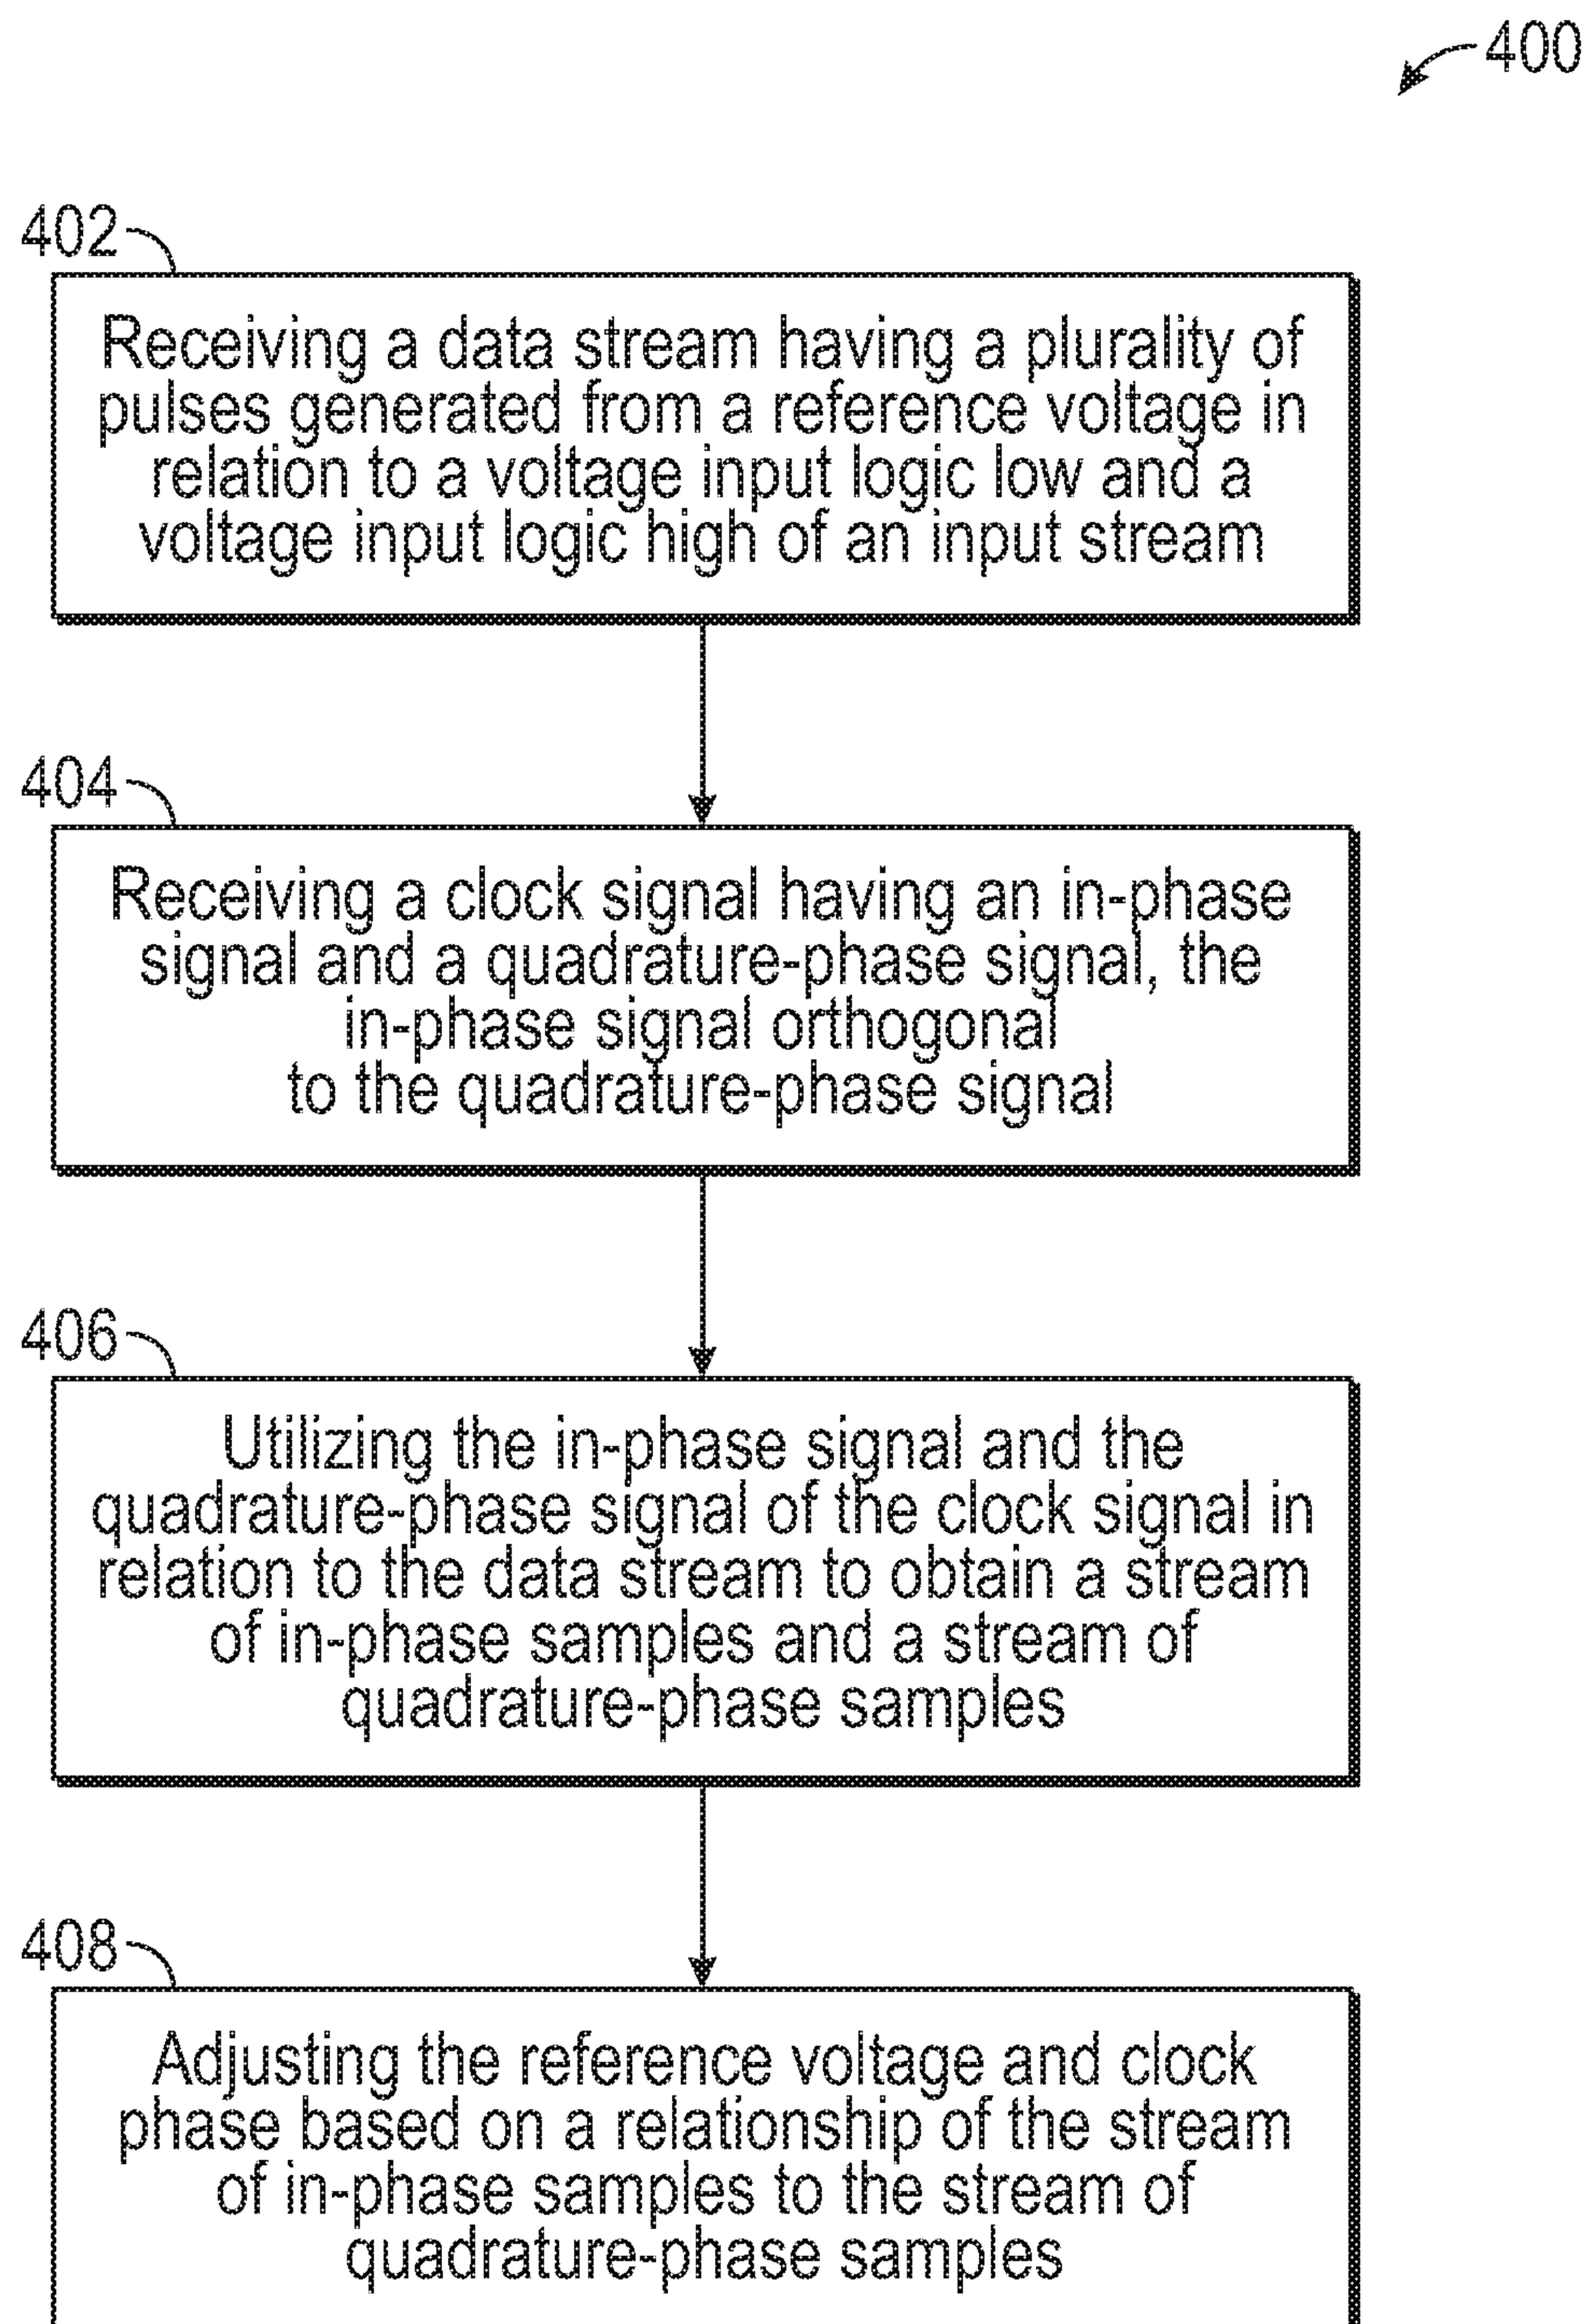 400
402
Receiving a data stream having a plurality of
pulses generated from a reference voltage in
relation to a voltage input logic low and a
voltage input logic high of an input stream
404
Receiving a clock signal having an in-phase
signal and a quadrature-phase signal, the
in-phase signal orthogonal
to the quadrature-phase signal
406
Utilizing the in-phase signal and the
quadrature-phase signal of the clock signal in
relation to the data stream to obtain a stream
of in-phase samples and a stream of
quadrature-phase samples
408
Adjusting the reference voltage and clock
phase based on a relationship of the stream
of in-phase samples to the stream of
quadrature-phase samples